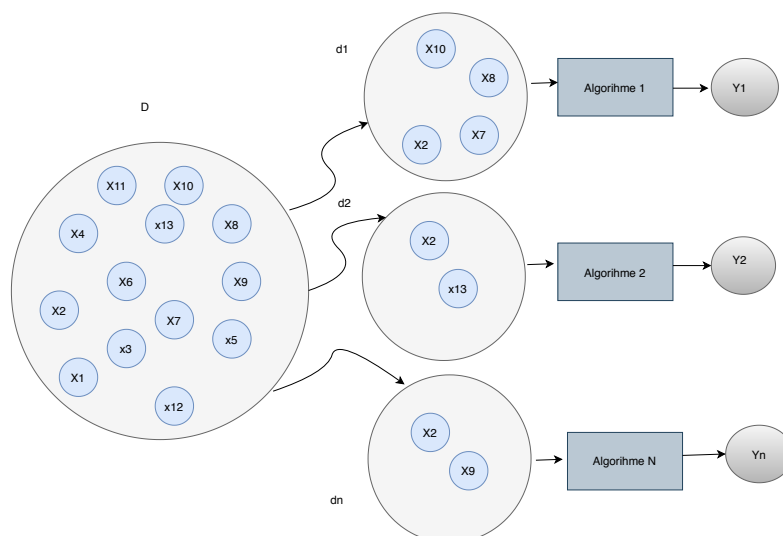 D
X11
X10
X4
x13
X8
X6
X9
X2
X7
x3
x5
X1
x12
d1
X10
X8
X2
X7
Algorihme 1
Y1
d2
X2
x13
Algorihme 2
Y2
dn
X2
X9
Algorihme N
Yn